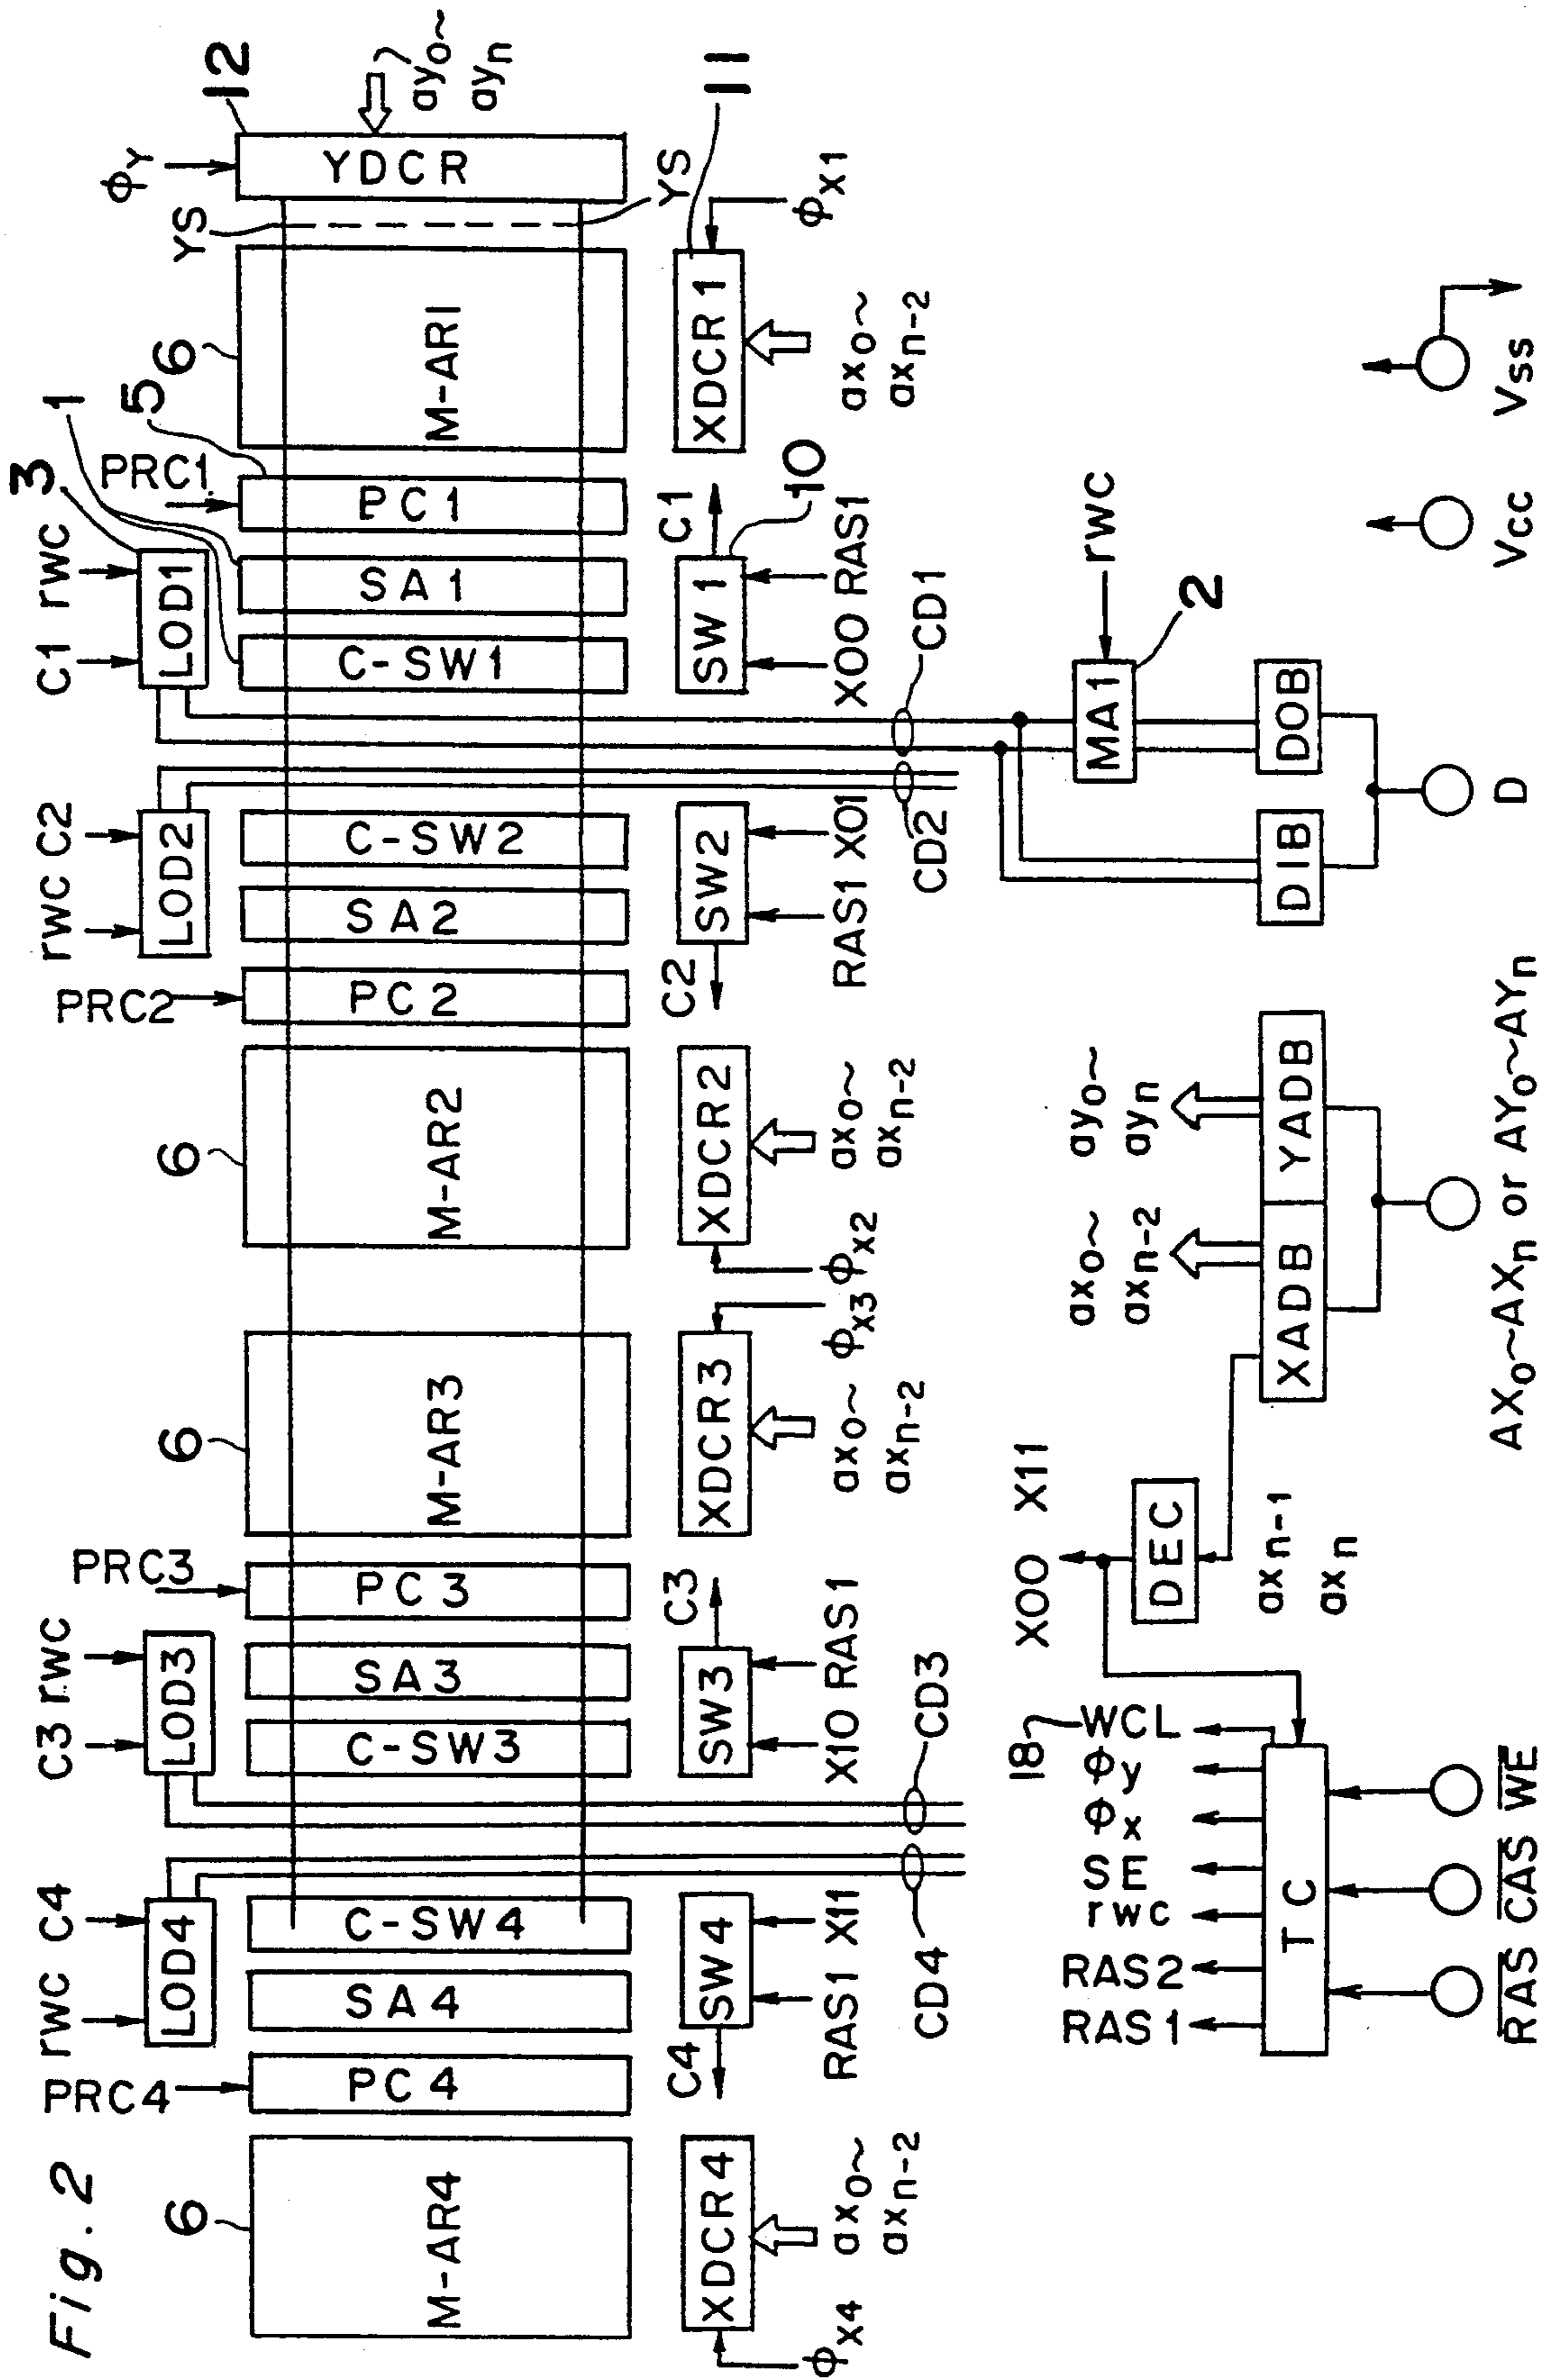 Fig. 2
rwc C4
C3 rwc
rwc C2
C1 rwc
3
1
5
6
12
PRC4
LOD4
LOD3
PRC3
PRC2
LOD2
LOD1
PRC1
YS
ϕY
6
6
6
M-AR4
PC4
SA4
C-SW4
C-SW3
SA3
PC3
M-AR3
M-AR2
PC2
SA2
C-SW2
C-SW1
SA1
PC1
M-AR1
YDCR
ay0~
ayn
YS
11
ϕX4
XDCR4
C4
SW4
SW3
C3
XDCR3
XDCR2
C2
SW2
SW1
C1
XDCR1
10
ϕX1
ax0~
axn-2
RAS1 X11
X10 RAS1
ax0~
axn-2
ϕX3
ϕX2
ax0~
axn-2
RAS1 X01
X00 RAS1
ax0~
axn-2
CD4
CD3
CD2
CD1
RAS1
RAS2
rwc
SE
ϕx
ϕy
WCL
18
X00 X11
ax0~
axn-2
ay0~
ayn
MA1
rwc
2
TC
DEC
axn-1
axn
XADB
YADB
DIB
DOB
RAS CAS WE
AX0~AXn or AY0~AYn
D
Vcc
Vss